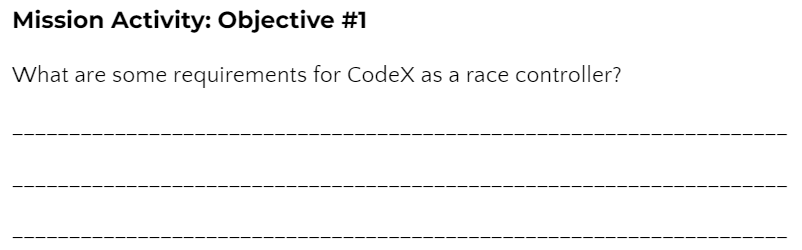 Mission Activity: Objective #1
What are some requirements for CodeX as a race controller?